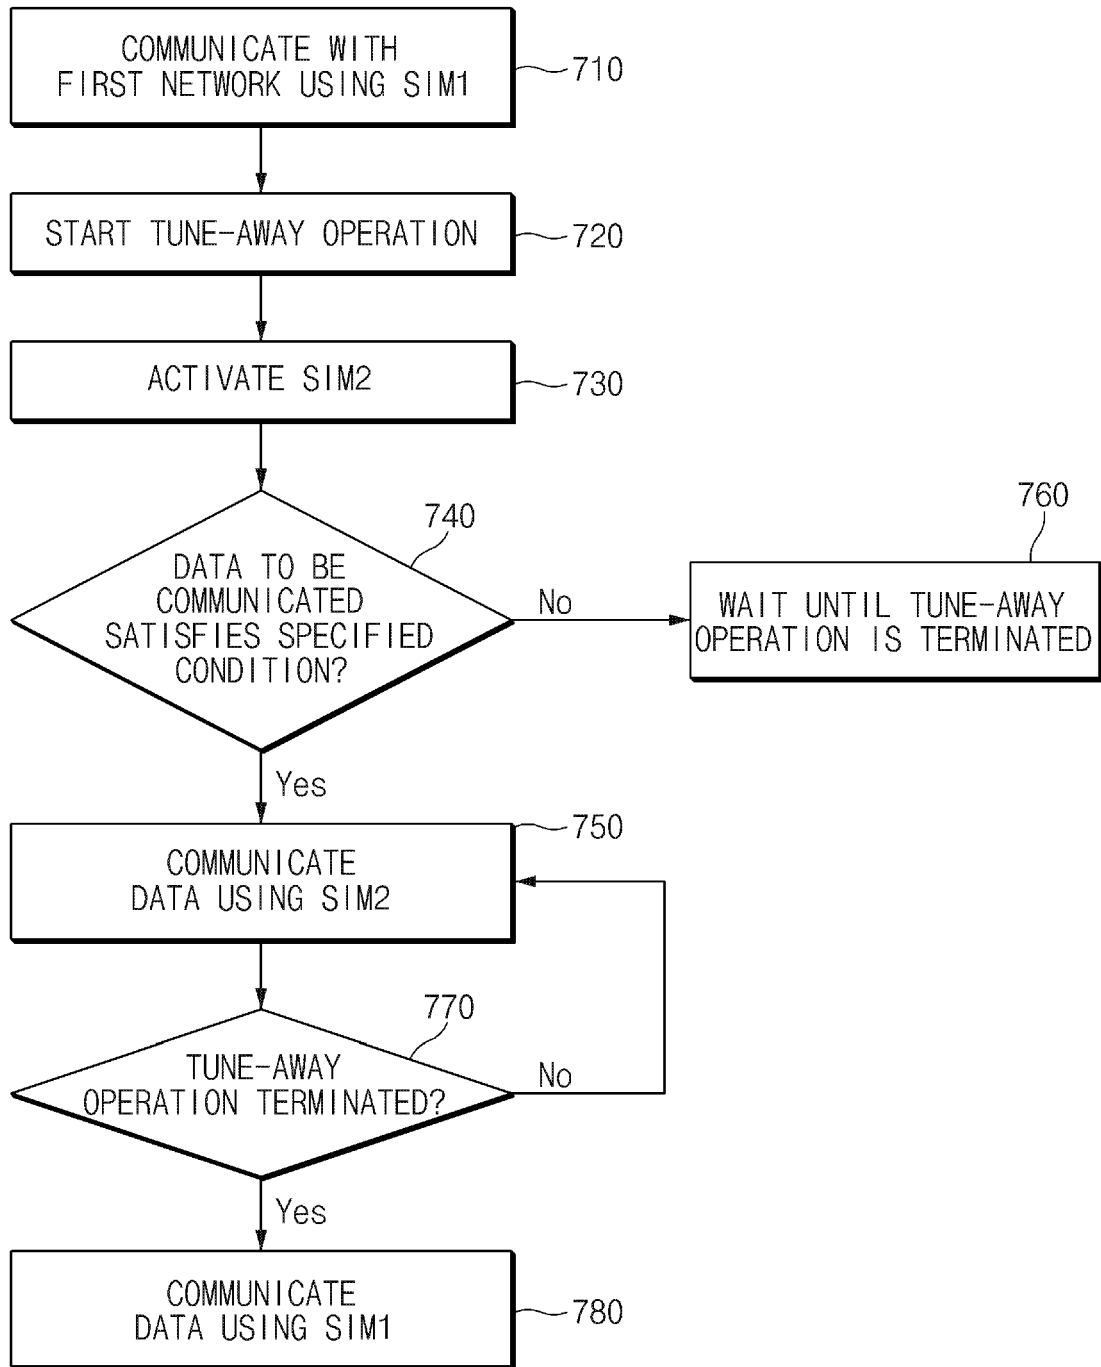 COMMUNICATE WITH
FIRST NETWORK USING SIM1
710
START TUNE-AWAY OPERATION
720
ACTIVATE SIM2
730
740
DATA TO BE
COMMUNICATED
SATISFIES SPECIFIED
CONDITION?
No
760
WAIT UNTIL TUNE-AWAY
OPERATION IS TERMINATED
Yes
750
COMMUNICATE
DATA USING SIM2
770
TUNE-AWAY
OPERATION TERMINATED?
No
Yes
COMMUNICATE
DATA USING SIM1
780